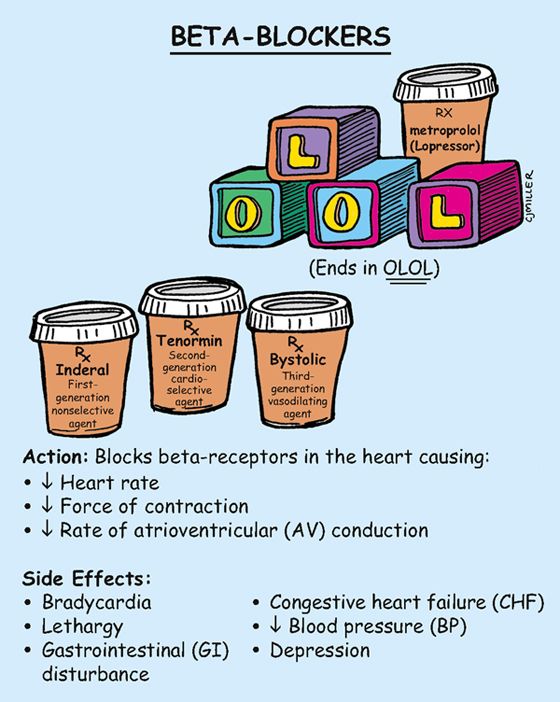 BETA-BLOCKERS
RX
metroprolol
(Lopressor)
L
O O L
CJMILLER
(Ends in OLOL)
Rx
Inderal
First-
generation
nonselective
agent
Rx
Tenormin
Second-
generation
cardio-
selective
agent
Rx
Bystolic
Third-
generation
vasodilating
agent
Action: Blocks beta-receptors in the heart causing:
• ↓ Heart rate
• ↓ Force of contraction
• ↓ Rate of atrioventricular (AV) conduction
Side Effects:
• Bradycardia
• Lethargy
• Gastrointestinal (GI)
disturbance
• Congestive heart failure (CHF)
• ↓ Blood pressure (BP)
• Depression